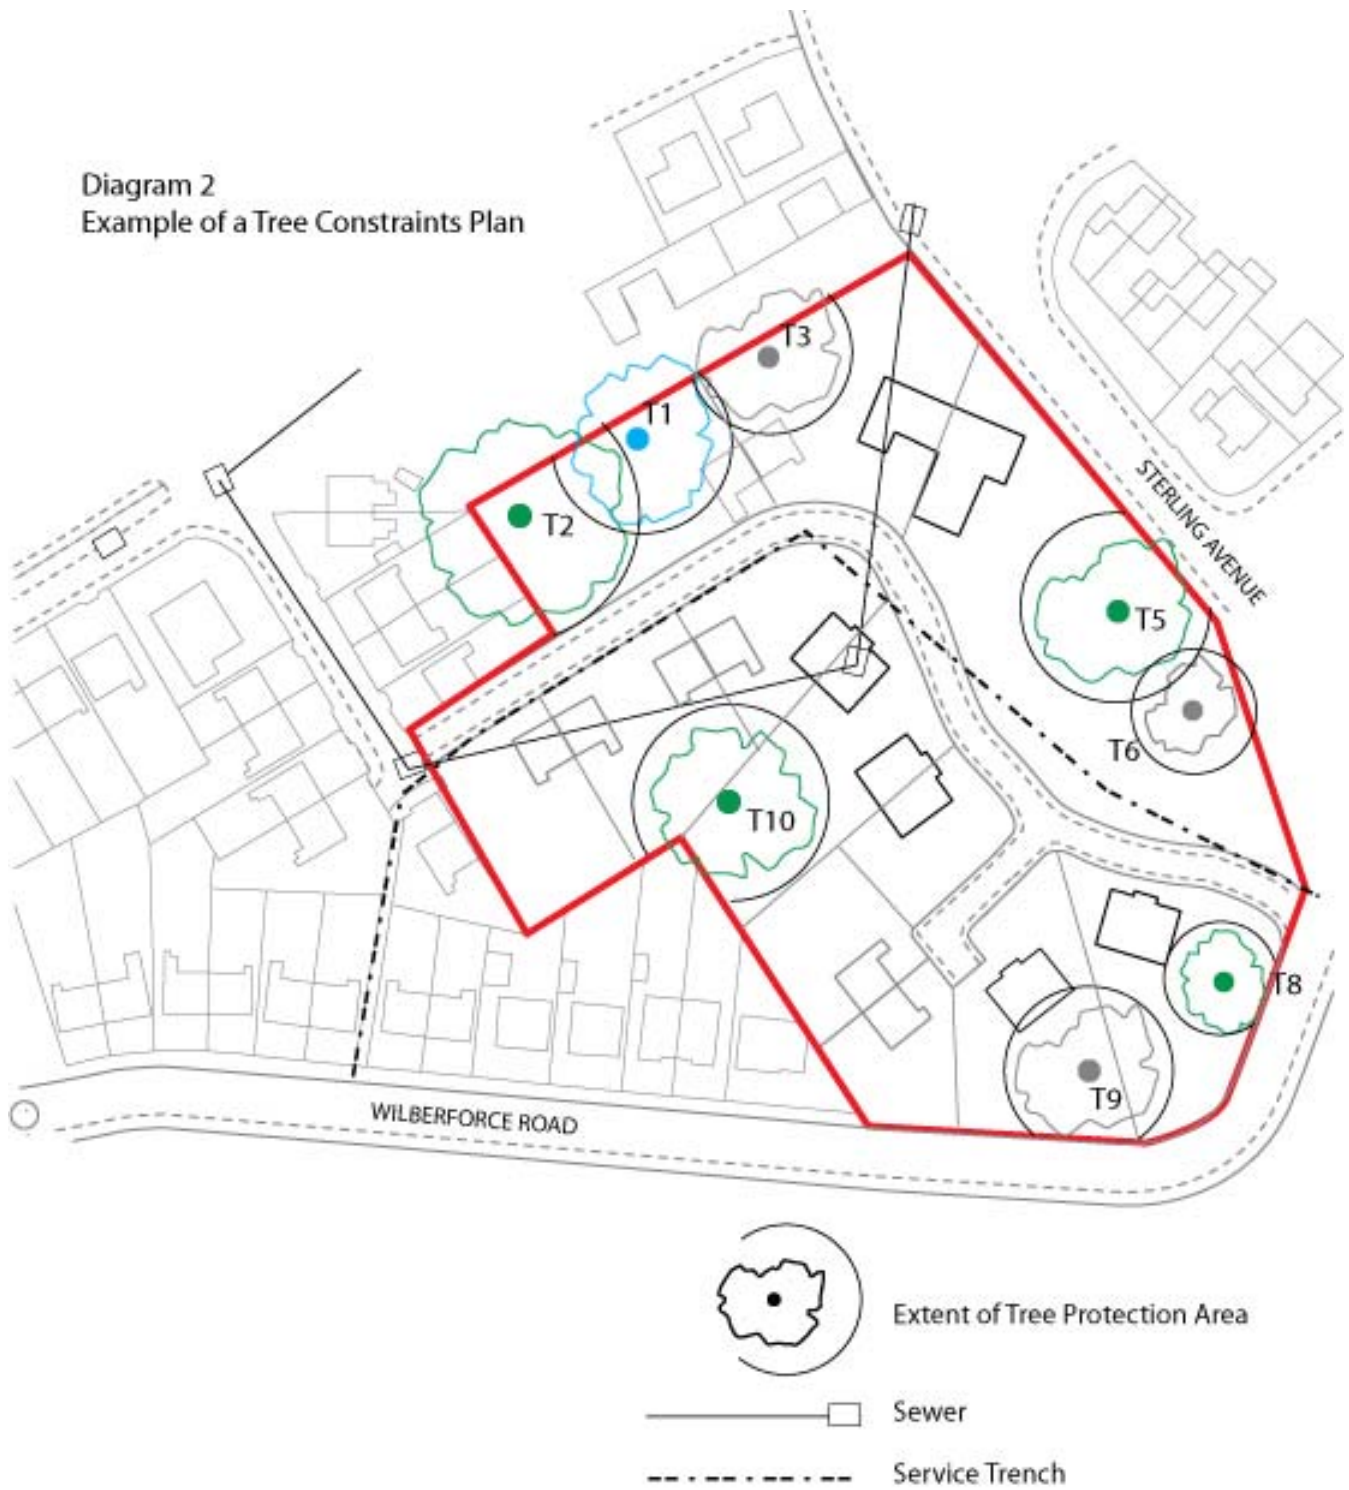 Diagram 2
Example of a Tree Constraints Plan
T3
T1
T2
STERLING AVENUE
T5
T6
T10
T8
T9
WILBERFORCE ROAD
Extent of Tree Protection Area
Sewer
Service Trench